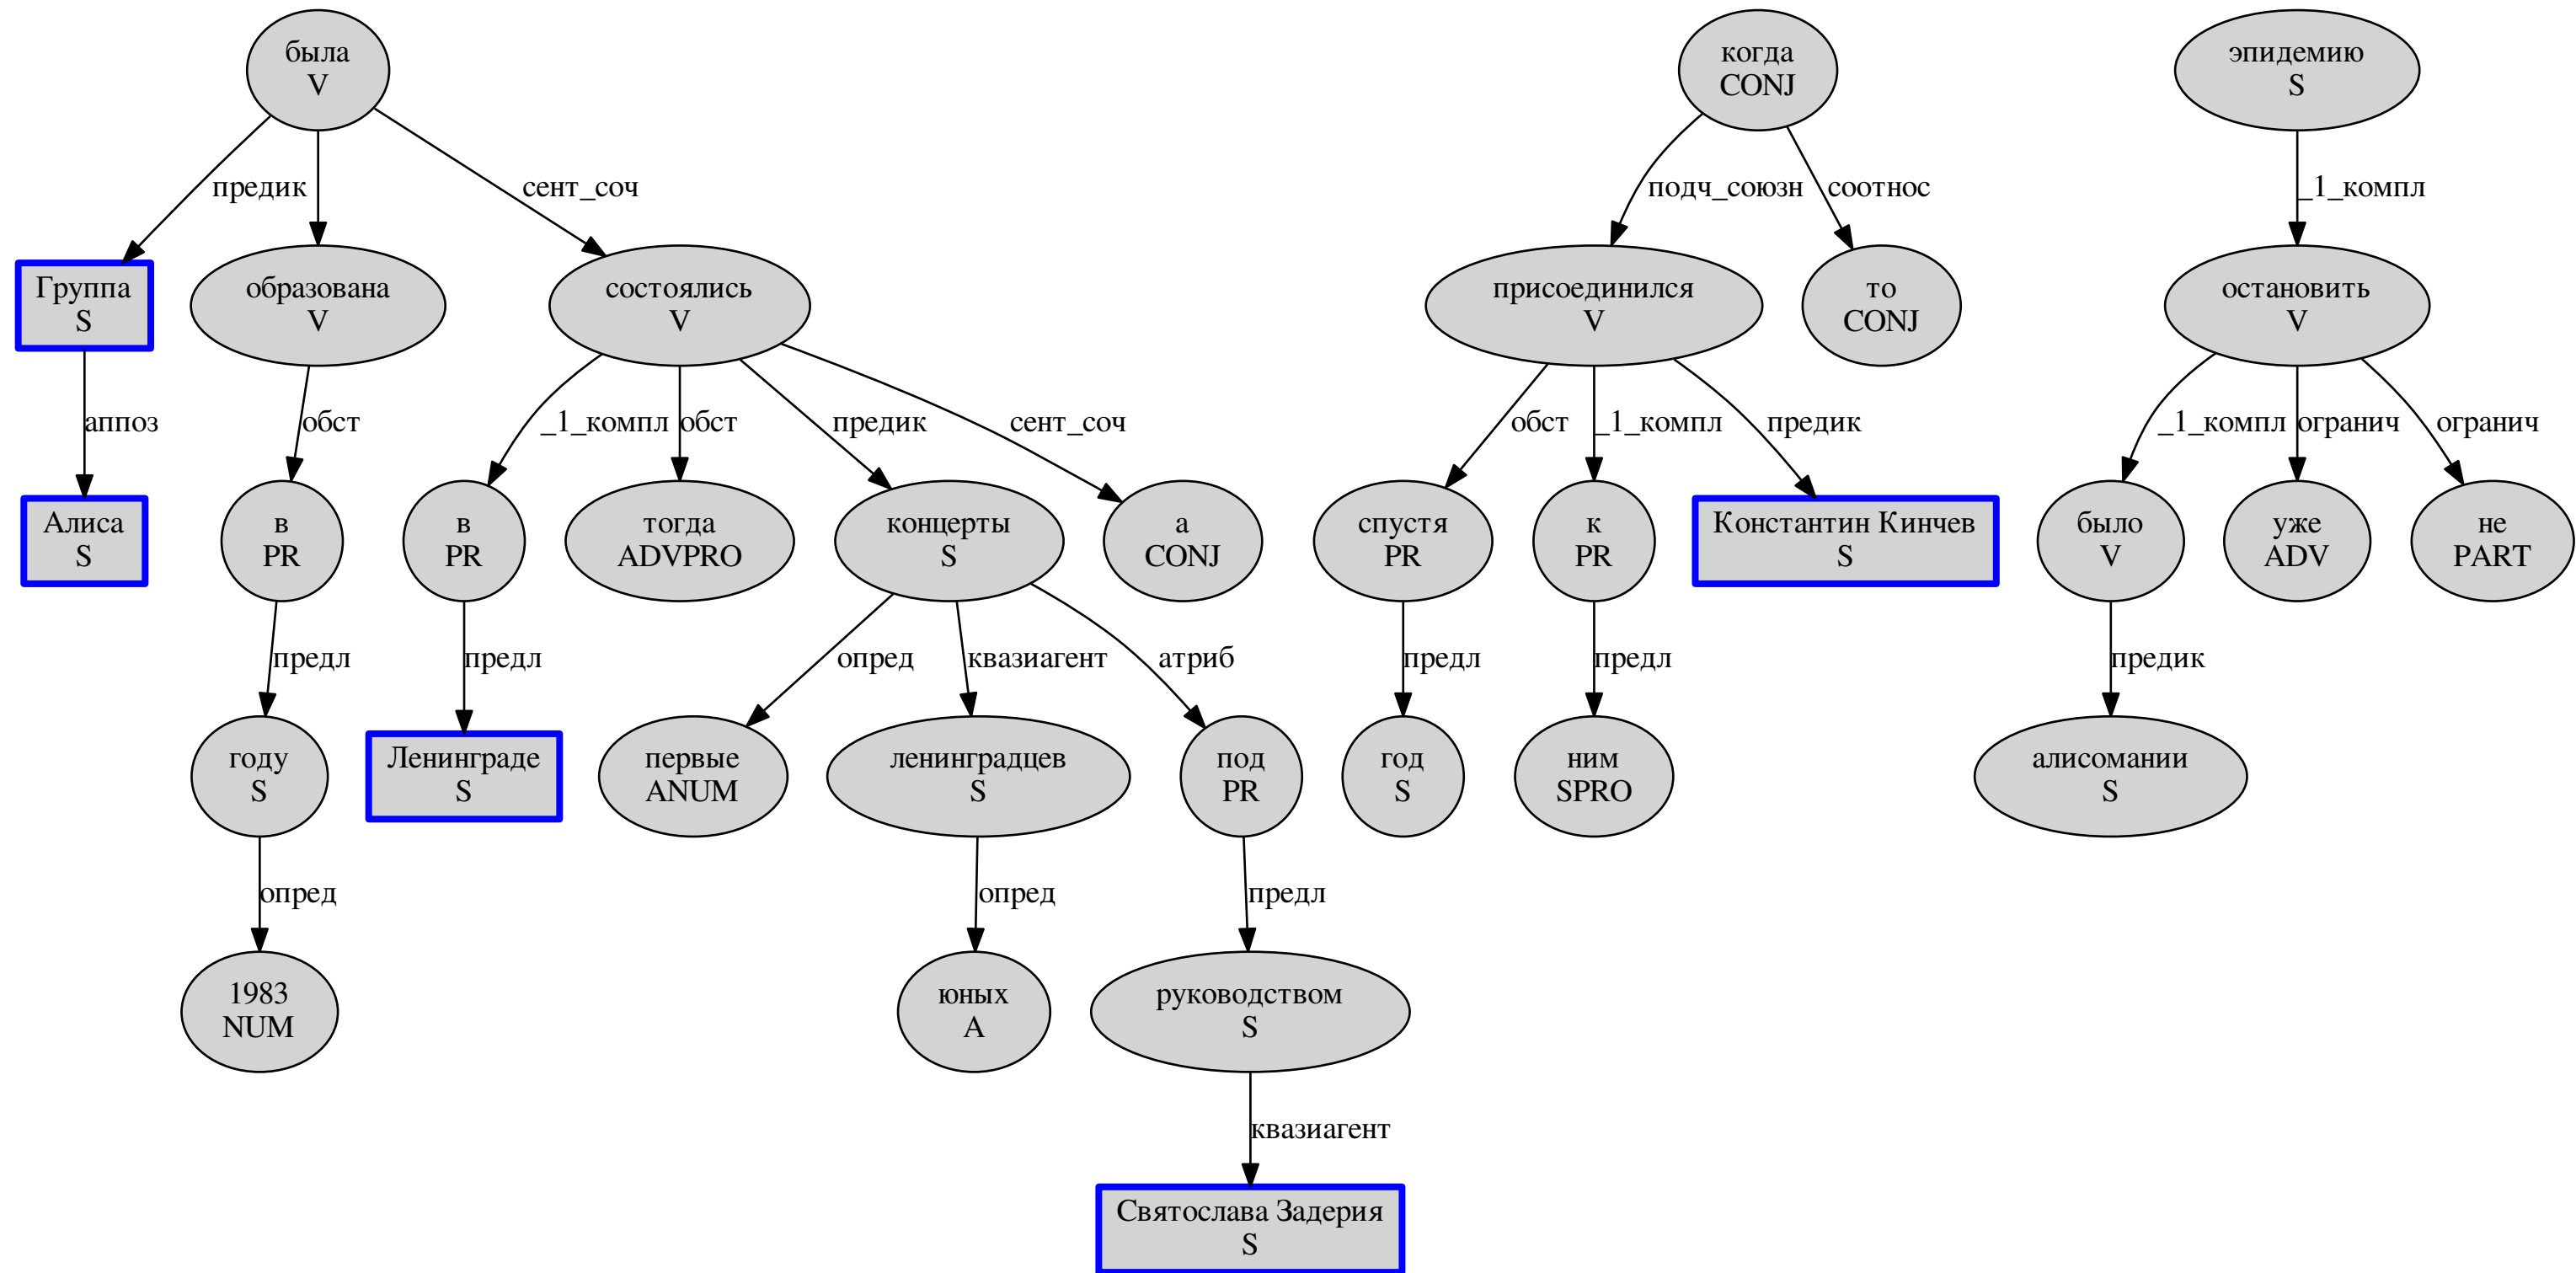 была
V
когда
CONJ
эпидемию
S
предик
сент_соч
подч_союзн
соотнос
_1_компл
Группа
S
образована
V
состоялись
V
присоединился
V
то
CONJ
остановить
V
аппоз
обст
_1_компл
обст
предик
сент_соч
обст
_1_компл
предик
_1_компл
огранич
огранич
Алиса
S
в
PR
в
PR
тогда
ADVPRO
концерты
S
а
CONJ
спустя
PR
к
PR
Константин Кинчев
S
было
V
уже
ADV
не
PART
предл
предл
опред
квазиагент
атриб
предл
предл
предик
году
S
Ленинграде
S
первые
ANUM
ленинградцев
S
под
PR
год
S
ним
SPRO
алисомании
S
опред
опред
предл
1983
NUM
юных
A
руководством
S
квазиагент
Святослава Задерия
S